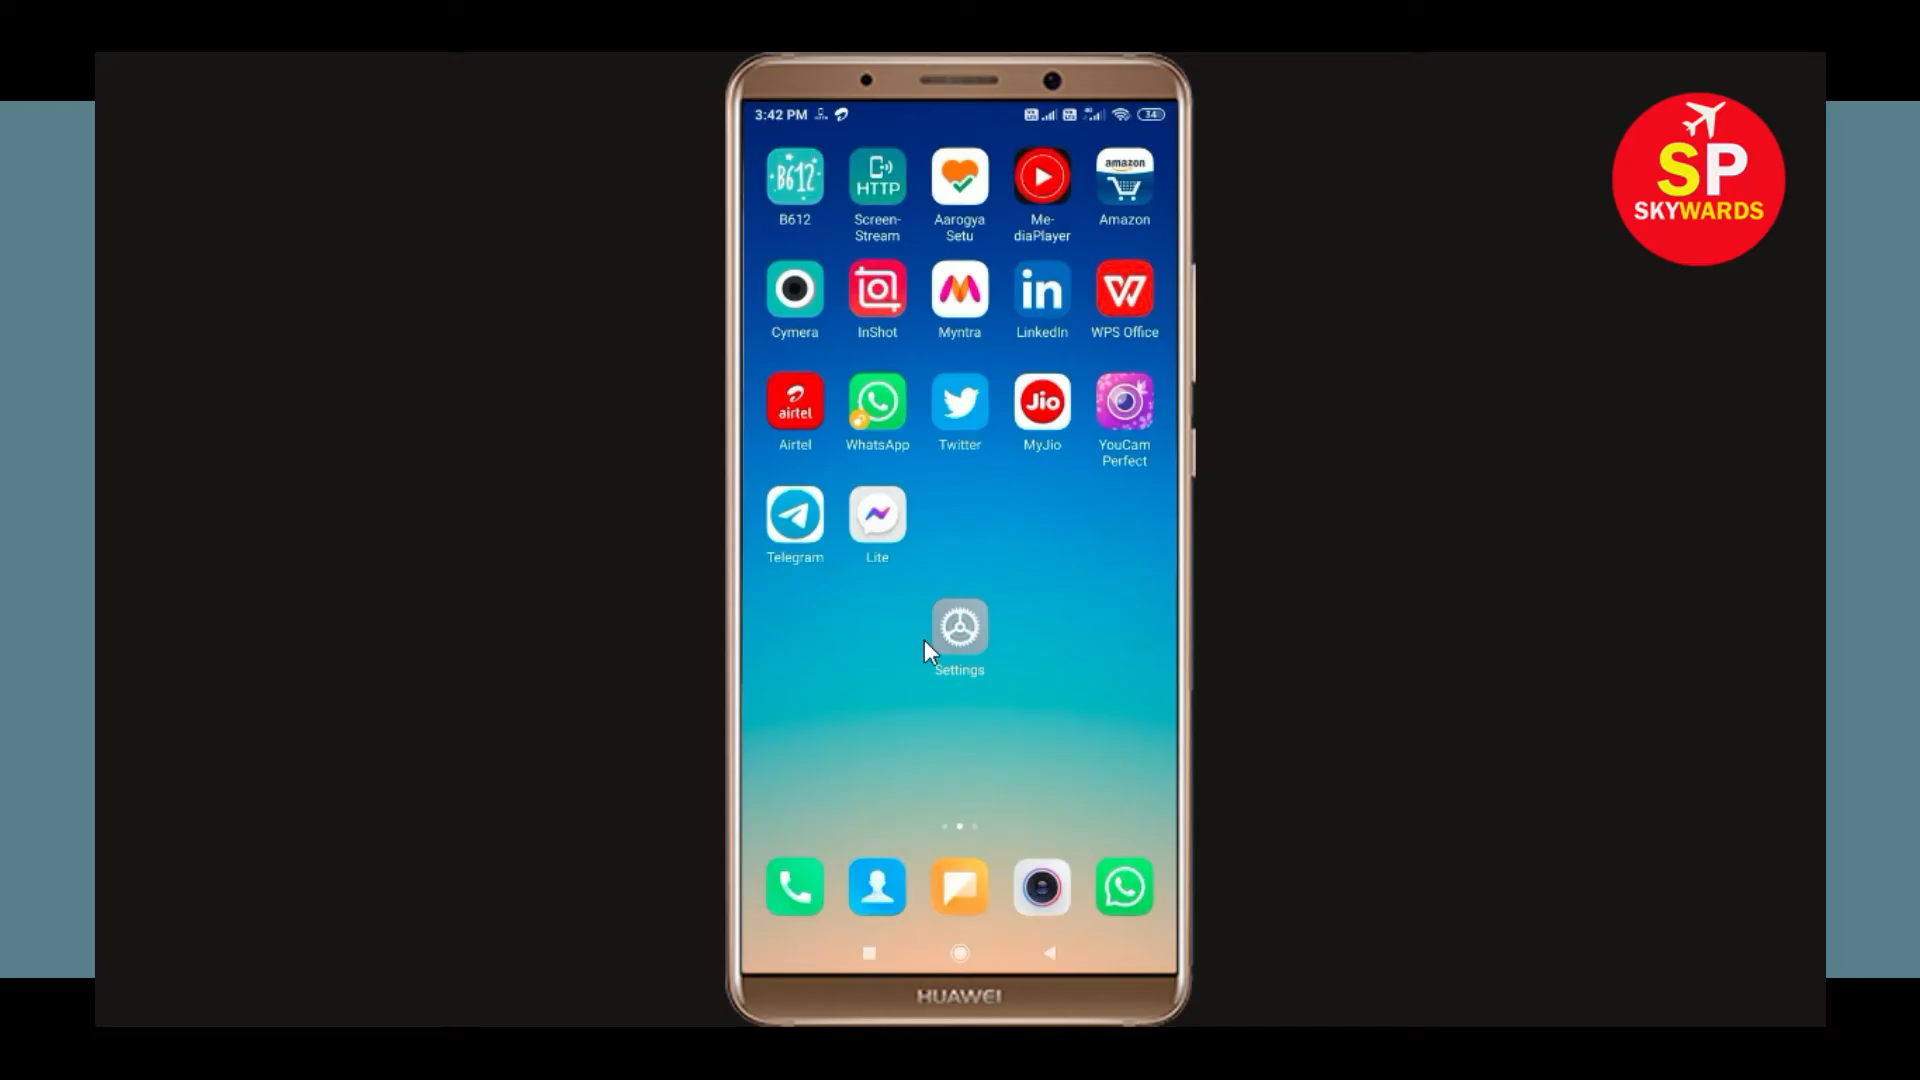 3:42 PM
34
B612
HTTP
amazon
B612
Screen-
Stream
Aarogya
Setu
Me-
diaPlayer
Amazon
in
W
Cymera
InShot
Myntra
LinkedIn
WPS Office
airtel
Jio
Airtel
WhatsApp
Twitter
MyJio
YouCam
Perfect
Telegram
Lite
Settings
HUAWEI
SP
SKYWARDS